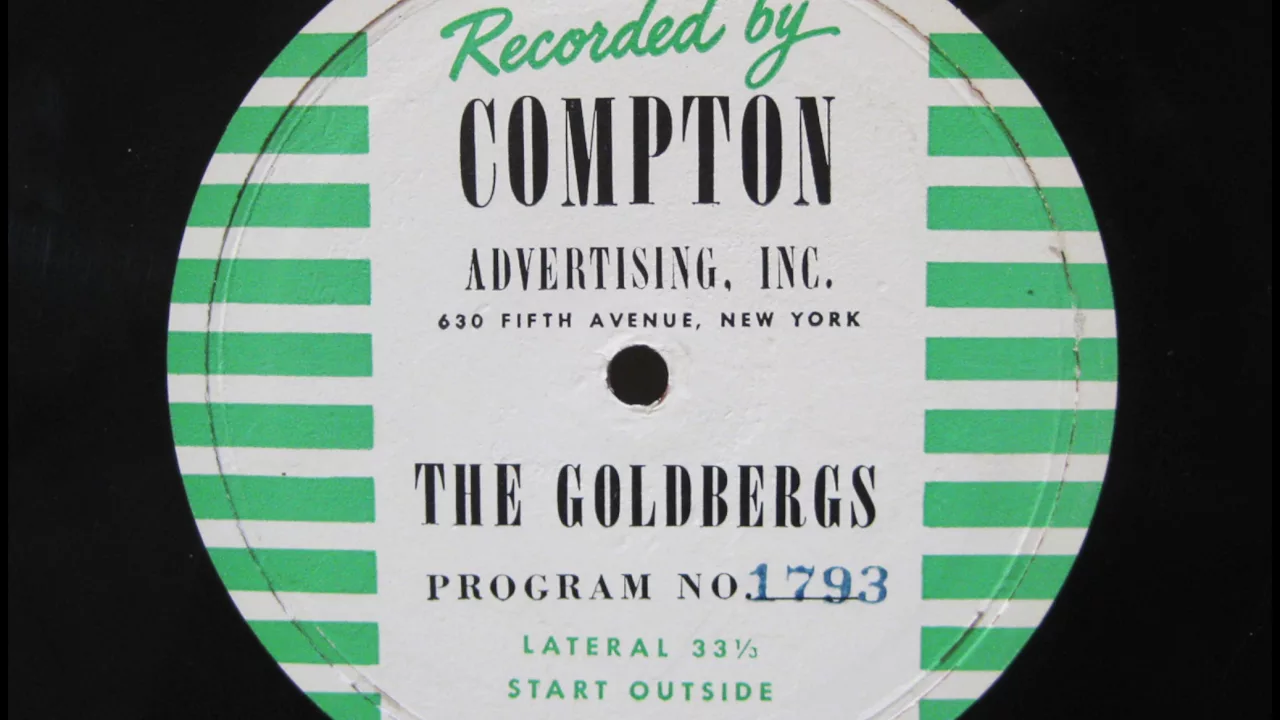 Recorded by
COMPTON
ADVERTISING, INC.
630 FIFTH AVENUE, NEW YORK
THE GOLDBERGS
PROGRAM NO. 1793
LATERAL 33⅓
START OUTSIDE